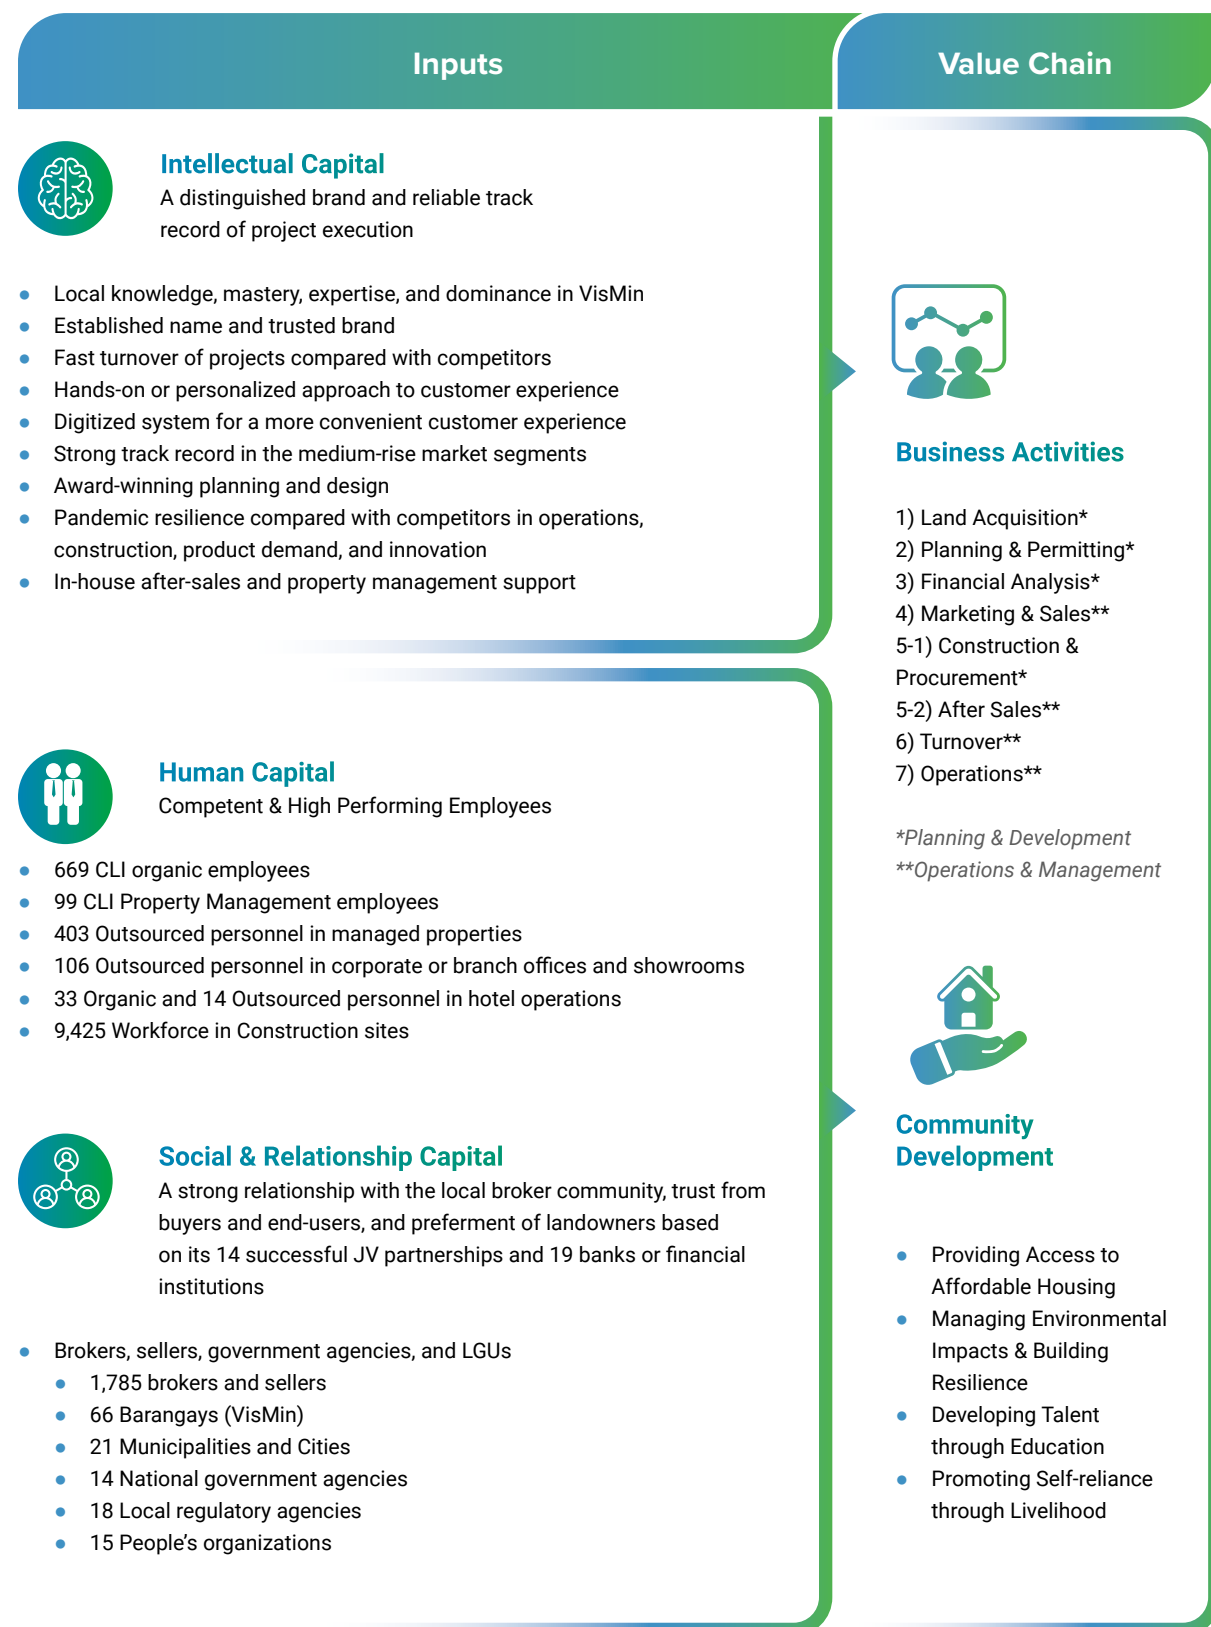 Inputs
Value Chain
Intellectual Capital
A distinguished brand and reliable track
record of project execution
Local knowledge, mastery, expertise, and dominance in VisMin
Established name and trusted brand
Fast turnover of projects compared with competitors
Hands-on or personalized approach to customer experience
Digitized system for a more convenient customer experience
Strong track record in the medium-rise market segments
Award-winning planning and design
Pandemic resilience compared with competitors in operations,
construction, product demand, and innovation
In-house after-sales and property management support
Human Capital
Competent & High Performing Employees
669 CLI organic employees
99 CLI Property Management employees
403 Outsourced personnel in managed properties
106 Outsourced personnel in corporate or branch offices and showrooms
33 Organic and 14 Outsourced personnel in hotel operations
9,425 Workforce in Construction sites
Social & Relationship Capital
A strong relationship with the local broker community, trust from
buyers and end-users, and preferment of landowners based
on its 14 successful JV partnerships and 19 banks or financial
institutions
Brokers, sellers, government agencies, and LGUs
1,785 brokers and sellers
66 Barangays (VisMin)
21 Municipalities and Cities
14 National government agencies
18 Local regulatory agencies
15 People's organizations
Business Activities
1) Land Acquisition*
2) Planning & Permitting*
3) Financial Analysis*
4) Marketing & Sales**
5-1) Construction &
Procurement*
5-2) After Sales**
6) Turnover**
7) Operations**
*Planning & Development
**Operations & Management
Community
Development
Providing Access to
Affordable Housing
Managing Environmental
Impacts & Building
Resilience
Developing Talent
through Education
Promoting Self-reliance
through Livelihood